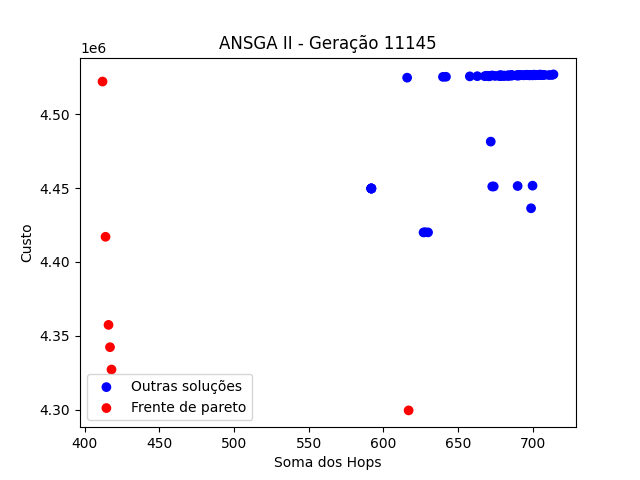 ANSGA II - Geração 11145
1e6
4.50
4.45
4.40
4.35
4.30
Custo
Outras soluções
Frente de pareto
400 450 500 550 600 650 700
Soma dos Hops